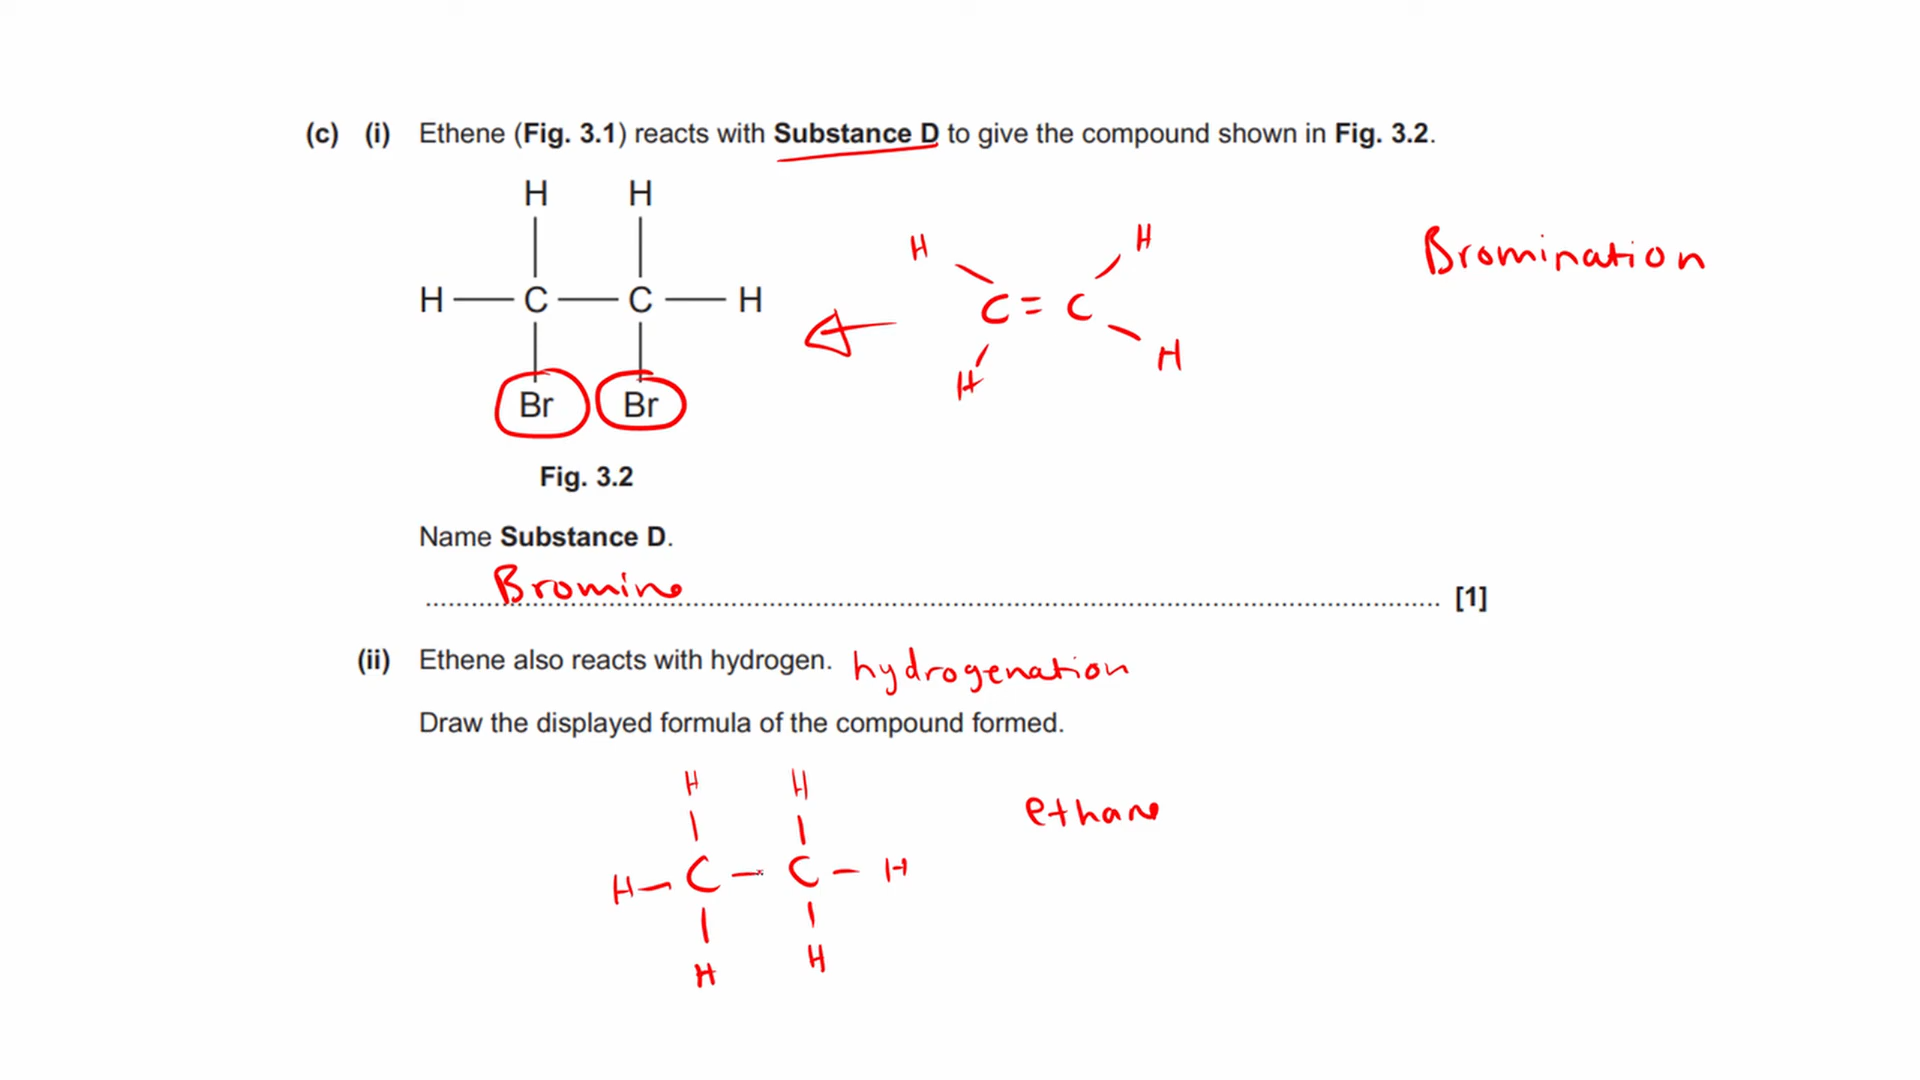 (c) (i) Ethene (Fig. 3.1) reacts with Substance D to give the compound shown in Fig. 3.2.
H H
H C C H
Br Br
H H
C = C
H H
Bromination
Fig. 3.2
Name Substance D.
Bromine
[1]
(ii) Ethene also reacts with hydrogen. hydrogenation
Draw the displayed formula of the compound formed.
H H
H - C - C - H
H H
ethane